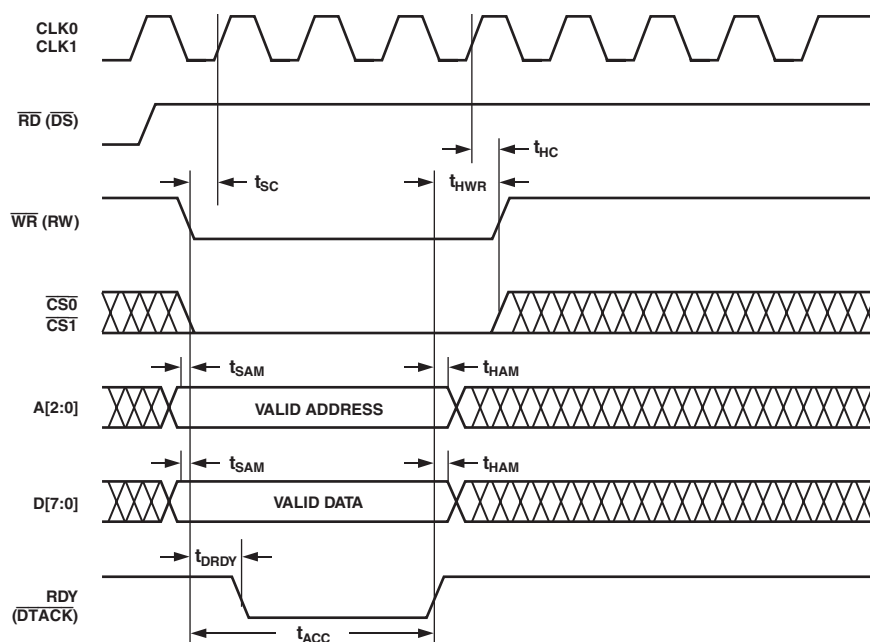 CLK0
CLK1
RD (DS)
tHC
tSC
tHWR
WR (RW)
CS0
CS1
tSAM
tHAM
A[2:0]
VALID ADDRESS
tSAM
tHAM
D[7:0]
VALID DATA
tDRDY
RDY
(DTACK)
tACC